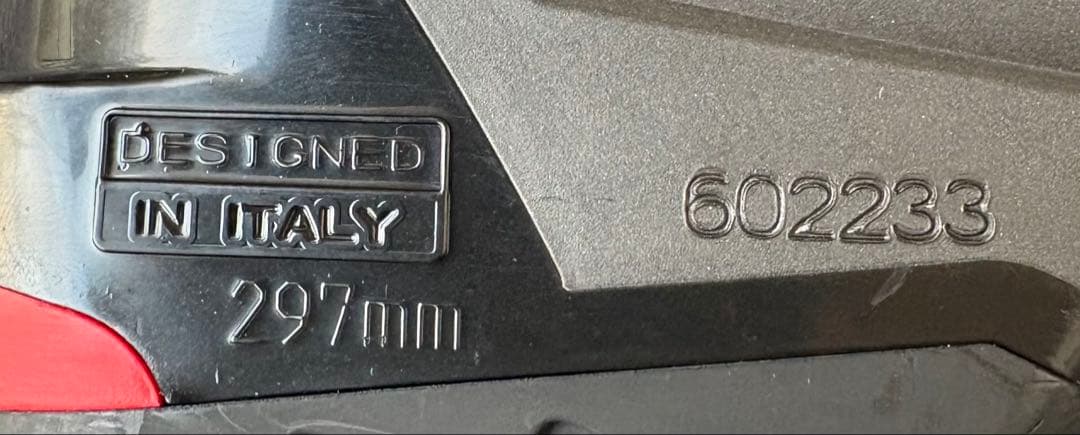 DESIGNED
IN ITALY
297mm
602233